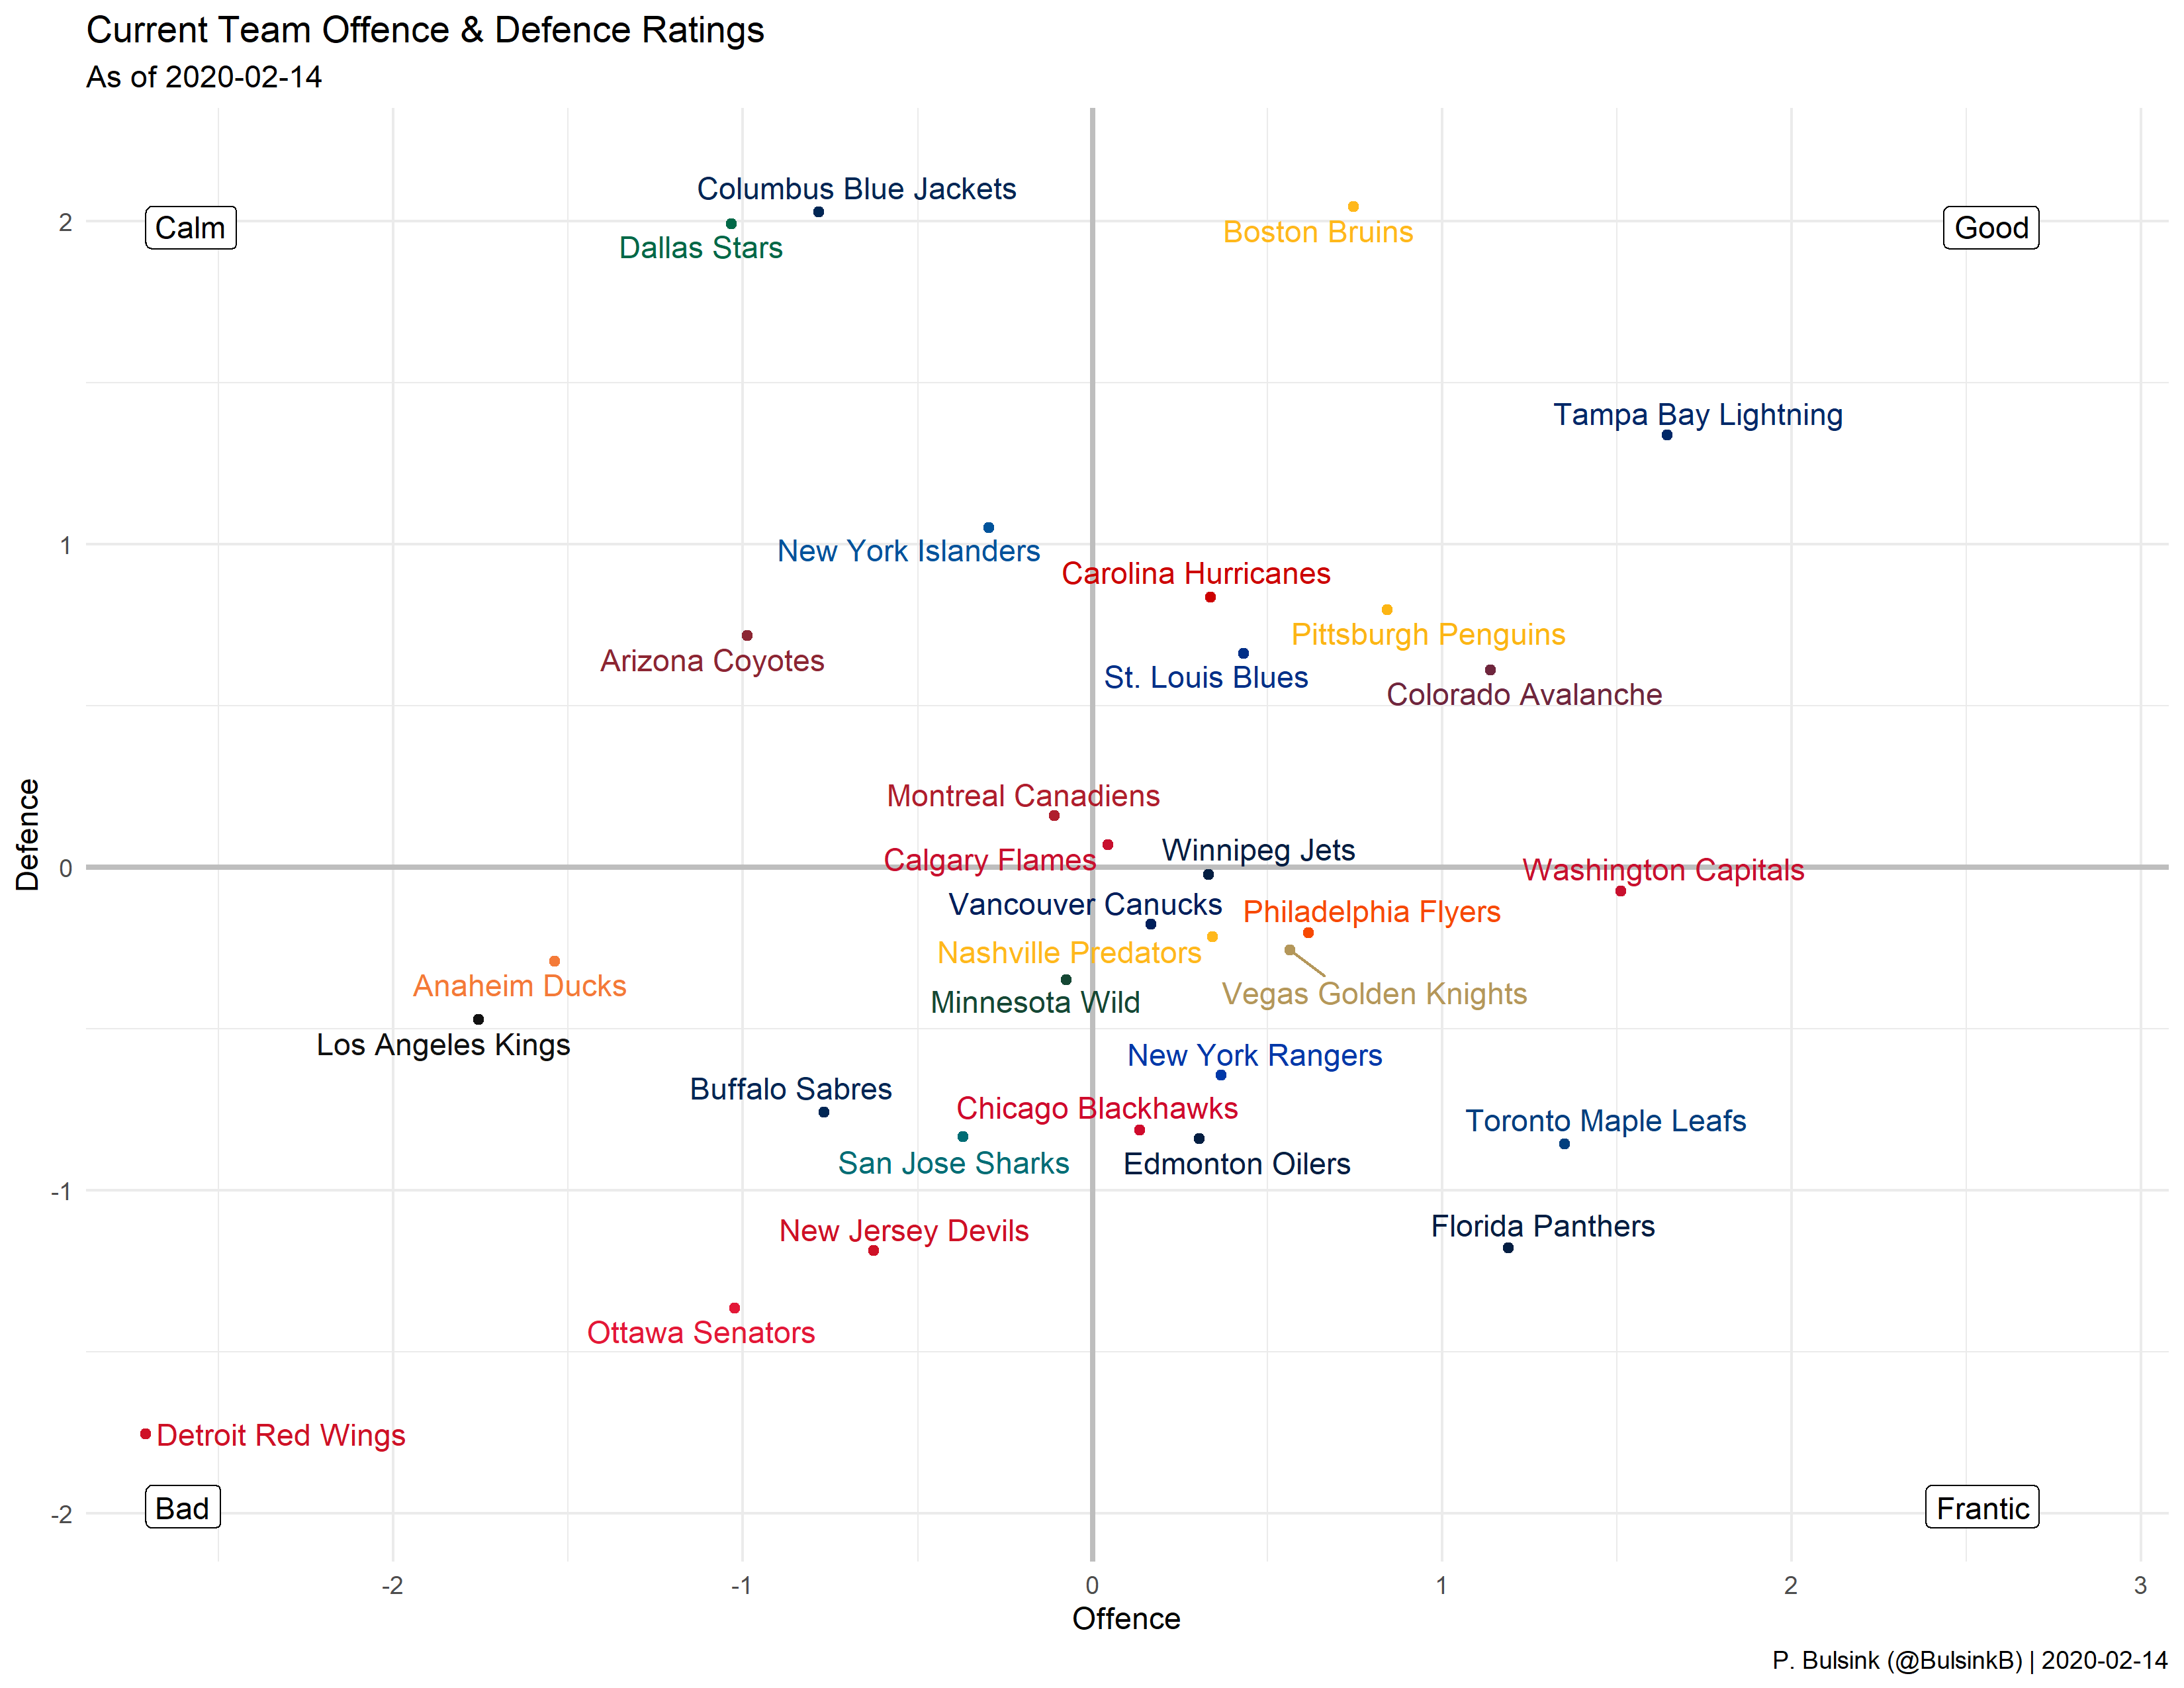 Current Team Offence & Defence Ratings
As of 2020-02-14
Columbus Blue Jackets
Calm
Good
2
Boston Bruins
Dallas Stars
Tampa Bay Lightning
1
New York Islanders
Carolina Hurricanes
Pittsburgh Penguins
Arizona Coyotes
St. Louis Blues
Colorado Avalanche
Montreal Canadiens
Defence
Winnipeg Jets
Calgary Flames
0
Washington Capitals
Vancouver Canucks
Philadelphia Flyers
Nashville Predators
Anaheim Ducks
Vegas Golden Knights
Minnesota Wild
Los Angeles Kings
New York Rangers
Buffalo Sabres
Chicago Blackhawks
Toronto Maple Leafs
San Jose Sharks
Edmonton Oilers
-1
New Jersey Devils
Florida Panthers
Ottawa Senators
Detroit Red Wings
Bad
Frantic
-2
-2 -1 0 1 2 3
Offence
P. Bulsink (@BulsinkB) | 2020-02-14